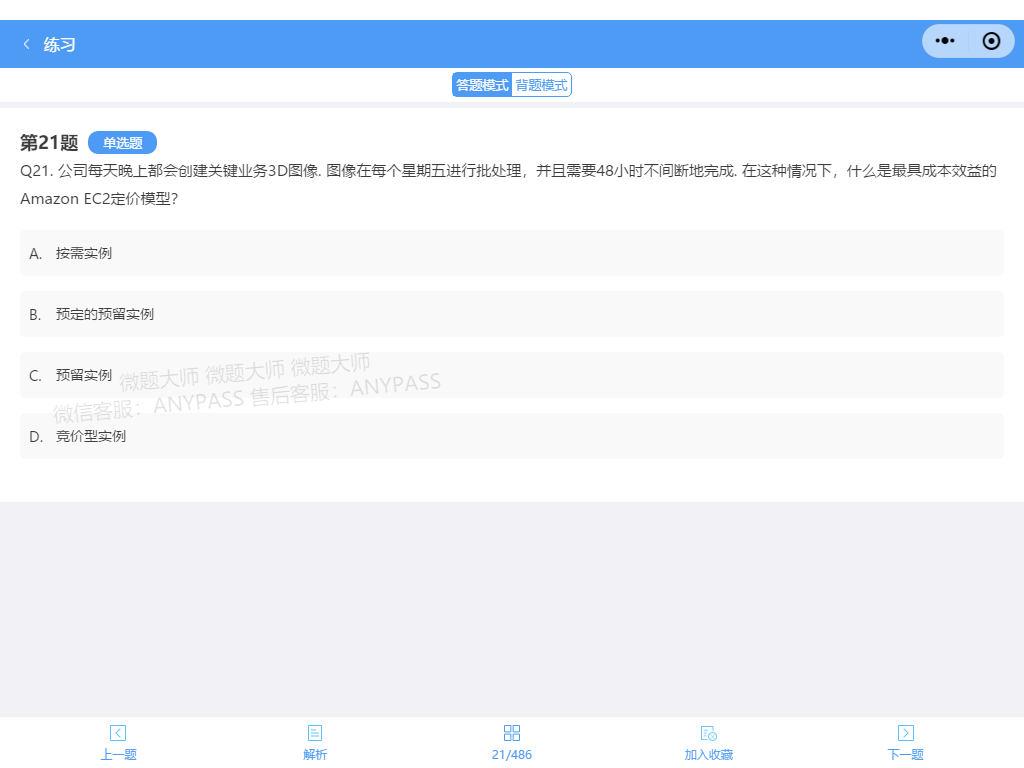 练习
答题模式 背题模式
第21题 单选题
Q21. 公司每天晚上都会创建关键业务3D图像. 图像在每个星期五进行批处理，并且需要48小时不间断地完成. 在这种情况下，什么是最具成本效益的
Amazon EC2定价模型?
A. 按需实例
B. 预定的预留实例
C. 预留实例
微题大师 微题大师 微题大师
微信客服：ANYPASS 售后客服：ANYPASS
D. 竞价型实例
上一题 解析 21/486 加入收藏 下一题